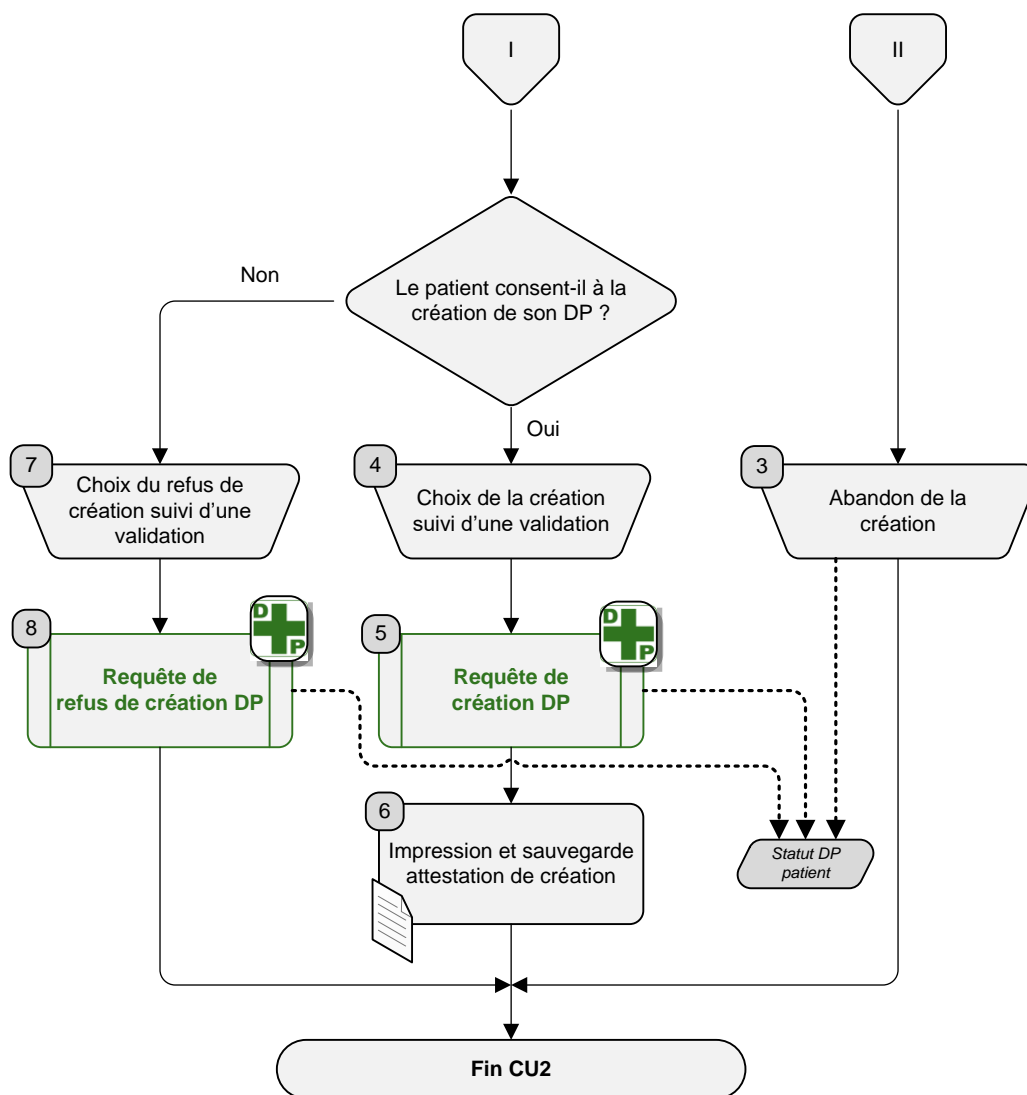 I
II
Le patient consent-il à la
création de son DP ?
Non
Oui
7
Choix du refus de
création suivi d’une
validation
4
Choix de la création
suivi d’une validation
3
Abandon de la
création
8
D
P
Requête de
refus de création DP
5
D
P
Requête de
création DP
6
Impression et sauvegarde
attestation de création
Statut DP
patient
Fin CU2